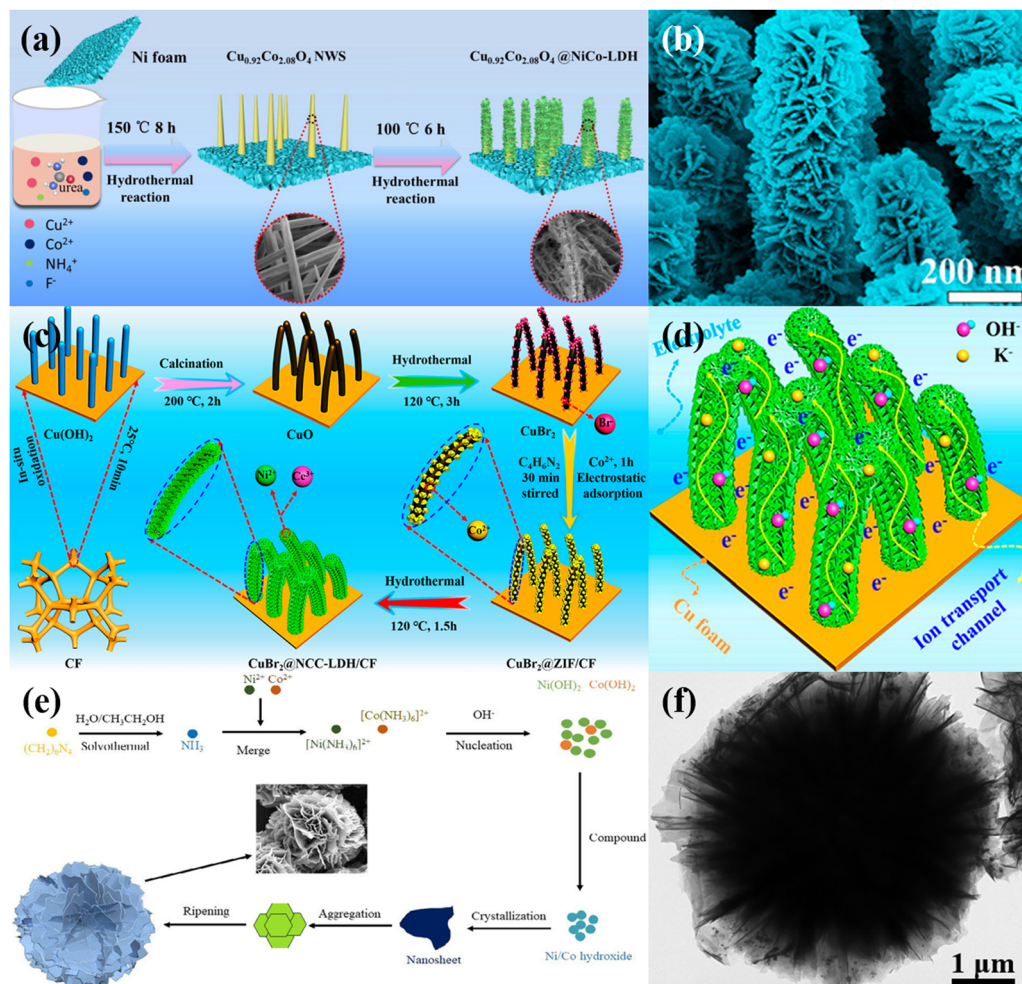 (a)
Ni foam
urea
Cu²⁺
Co²⁺
NH₄⁺
F⁻
150 ℃ 8 h
Hydrothermal
reaction
Cu₀.₉₂Co₂.₀₈O₄ NWS
100 ℃ 6 h
Hydrothermal
reaction
Cu₀.₉₂Co₂.₀₈O₄ @NiCo-LDH
(b)
200 nm
(c)
Cu(OH)₂
Calcination
200 ℃, 2h
CuO
Hydrothermal
120 ℃, 3h
CuBr₂
Br⁻
In-situ
oxidation
25℃, 10min
CF
C₄H₆N₂
30 min
stirred
Co²⁺, 1h
Electrostatic
adsorption
Co²⁺
CuBr₂@ZIF/CF
Hydrothermal
120 ℃, 1.5h
Ni²⁺
Ce³⁺
CuBr₂@NCC-LDH/CF
(d)
Electrolyte
OH⁻
K⁻
e⁻ e⁻ e⁻
e⁻ e⁻
e⁻ e⁻
e⁻ e⁻
e⁻ e⁻
e⁻
e⁻
Cu foam
Ion transport
channel
(e)
(CH₂)₆N₄
H₂O/CH₃CH₂OH
Solvothermal
NH₃
Ni²⁺ Co²⁺
Merge
[Co(NH₃)₆]²⁺
[Ni(NH₄)₆]²⁺
OH⁻
Nucleation
Ni(OH)₂ Co(OH)₂
Compound
Ni/Co hydroxide
Crystallization
Nanosheet
Aggregation
Ripening
(f)
1 μm